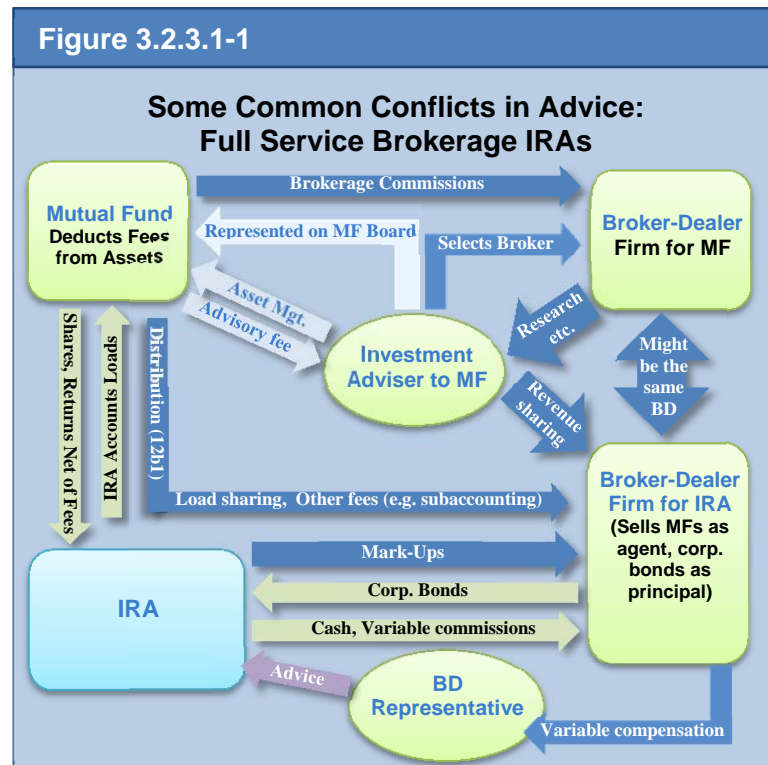 Figure 3.2.3.1-1
Some Common Conflicts in Advice:
Full Service Brokerage IRAs
Mutual Fund
Deducts Fees
from Assets
Brokerage Commissions
Broker-Dealer
Firm for MF
Represented on MF Board
Selects Broker
Asset Mgt.
Advisory fee
Investment
Adviser to MF
Research
etc.
Might
be the
same
BD
Revenue
sharing
Shares, Returns Net of Fees
IRA Accounts Loads
Distribution (12b1)
Load sharing, Other fees (e.g. subaccounting)
Broker-Dealer
Firm for IRA
(Sells MFs as
agent, corp.
bonds as
principal)
IRA
Mark-Ups
Corp. Bonds
Cash, Variable commissions
Advice
BD
Representative
Variable compensation